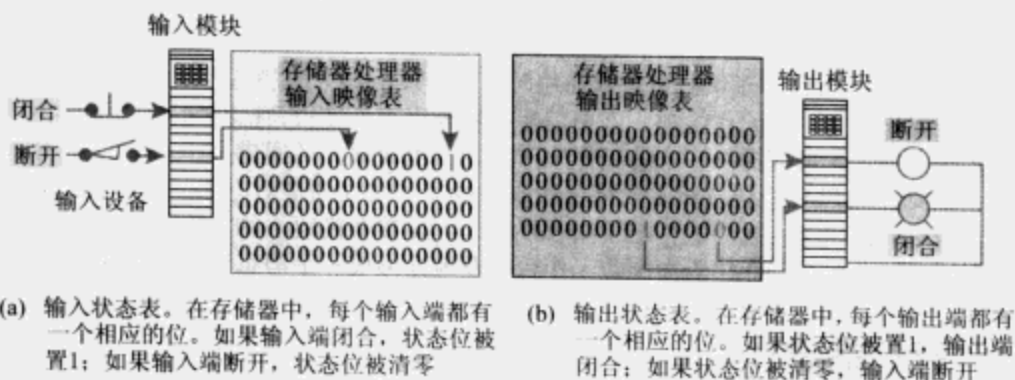 输入模块
存储器处理器
输入映像表
闭合
断开
输入设备
0000000000000010
0000000000000000
0000000000000000
0000000000000000
0000000000000000
(a) 输入状态表。在存储器中，每个输入端都有
一个相应的位。如果输入端闭合，状态位被
置1；如果输入端断开，状态位被清零
存储器处理器
输出映像表
输出模块
0000000000000000
0000000000000000
0000000000000000
0000000000000000
0000000010000000
断开
闭合
(b) 输出状态表。在存储器中，每个输出端都有
一个相应的位。如果状态位被置1，输出端
闭合；如果状态位被清零，输入端断开